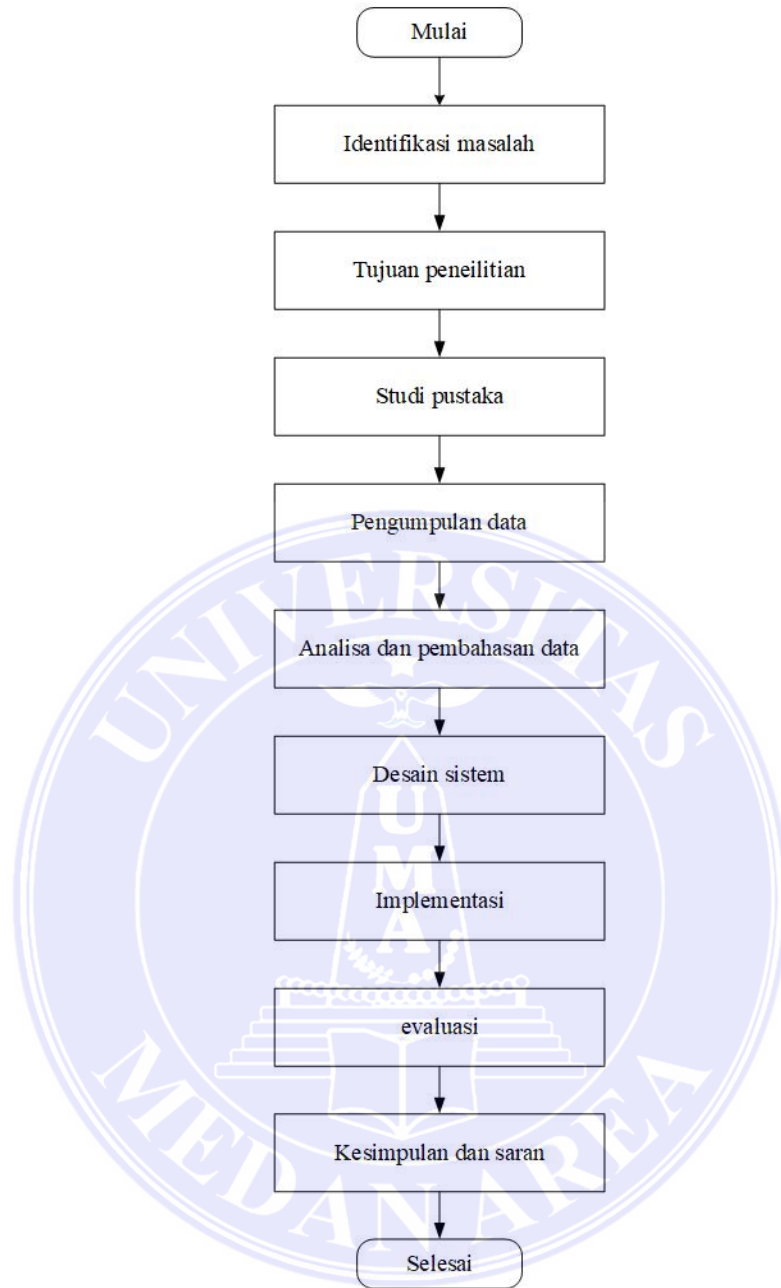 Mulai
Identifikasi masalah
Tujuan peneilitian
Studi pustaka
Pengumpulan data
UNIVERSITAS
Analisa dan pembahasan data
Desain sistem
U
M
Implementasi
A
evaluasi
MEDAN AREA
Kesimpulan dan saran
Selesai